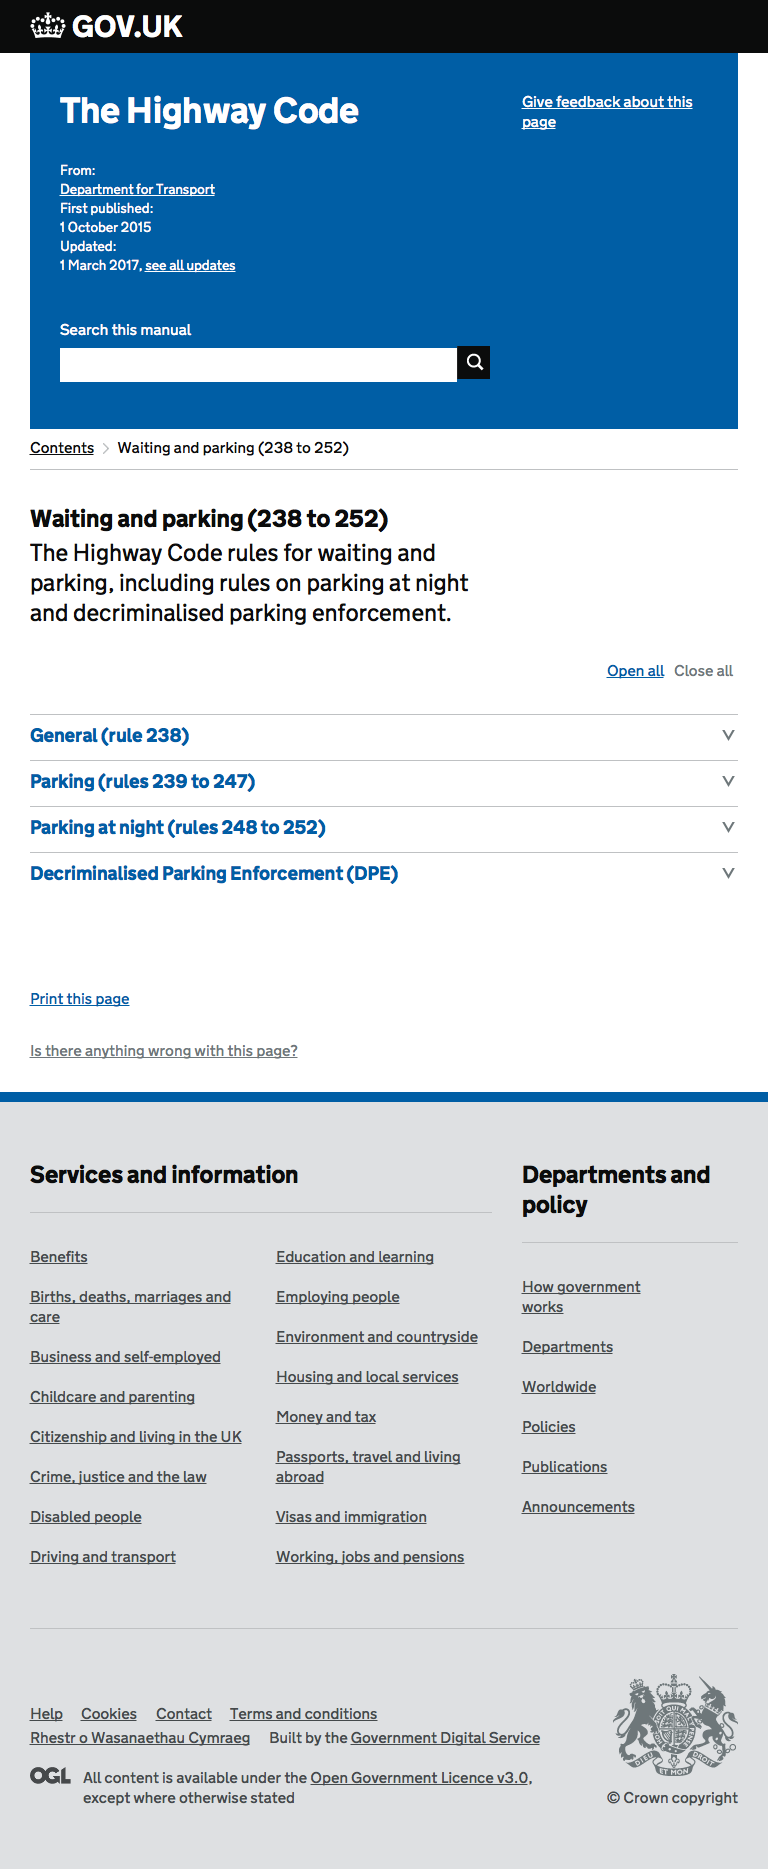 GOV.UK
The Highway Code
Give feedback about this
page
From:
Department for Transport
First published:
1 October 2015
Updated:
1 March 2017, see all updates
Search this manual
Contents Waiting and parking (238 to 252)
Waiting and parking (238 to 252)
The Highway Code rules for waiting and
parking, including rules on parking at night
and decriminalised parking enforcement.
Open all Close all
General (rule 238)
Parking (rules 239 to 247)
Parking at night (rules 248 to 252)
Decriminalised Parking Enforcement (DPE)
Print this page
Is there anything wrong with this page?
Services and information
Benefits
Births, deaths, marriages and
care
Business and self-employed
Childcare and parenting
Citizenship and living in the UK
Crime, justice and the law
Disabled people
Driving and transport
Education and learning
Employing people
Environment and countryside
Housing and local services
Money and tax
Passports, travel and living
abroad
Visas and immigration
Working, jobs and pensions
Departments and
policy
How government
works
Departments
Worldwide
Policies
Publications
Announcements
Help Cookies Contact Terms and conditions
Rhestr o Wasanaethau Cymraeg Built by the Government Digital Service
OGL All content is available under the Open Government Licence v3.0,
except where otherwise stated
DIEU ET MON DROIT
© Crown copyright